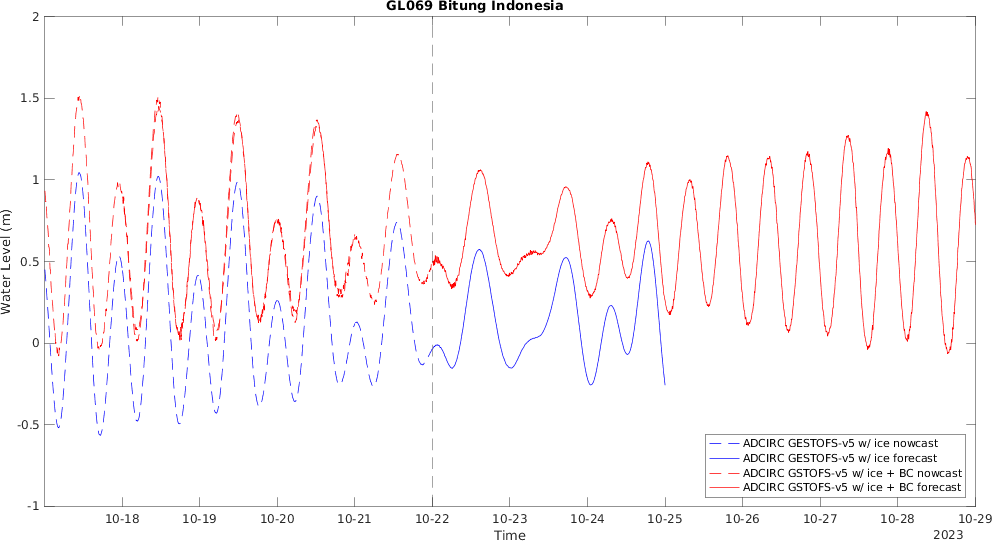 GL069 Bitung Indonesia
2
1.5
1
0.5
0
-0.5
-1
Water Level (m)
10-18 10-19 10-20 10-21 10-22 10-23 10-24 10-25 10-26 10-27 10-28 10-29
Time
2023
ADCIRC GESTOFS-v5 w/ ice nowcast
ADCIRC GESTOFS-v5 w/ ice forecast
ADCIRC GSTOFS-v5 w/ ice + BC nowcast
ADCIRC GSTOFS-v5 w/ ice + BC forecast